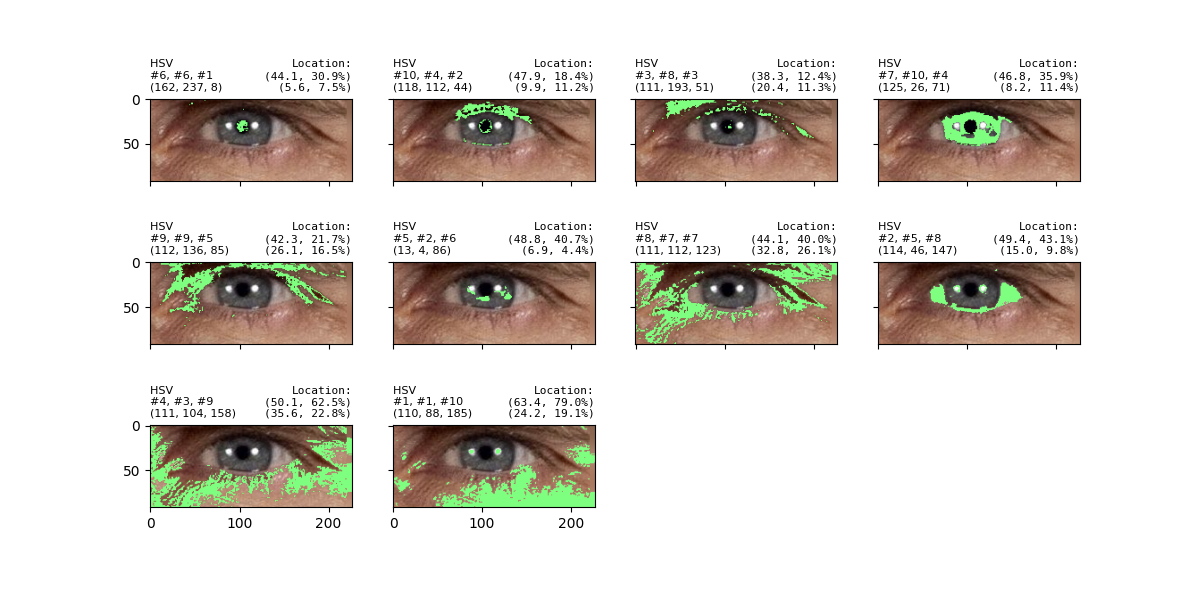 HSV Location:
#6, #6, #1 (44.1, 30.9%)
(162, 237, 8) (5.6, 7.5%)
HSV Location:
#10, #4, #2 (47.9, 18.4%)
(118, 112, 44) (9.9, 11.2%)
HSV Location:
#3, #8, #3 (38.3, 12.4%)
(111, 193, 51) (20.4, 11.3%)
HSV Location:
#7, #10, #4 (46.8, 35.9%)
(125, 26, 71) (8.2, 11.4%)
0
50
HSV Location:
#9, #9, #5 (42.3, 21.7%)
(112, 136, 85) (26.1, 16.5%)
HSV Location:
#5, #2, #6 (48.8, 40.7%)
(13, 4, 86) (6.9, 4.4%)
HSV Location:
#8, #7, #7 (44.1, 40.0%)
(111, 112, 123) (32.8, 26.1%)
HSV Location:
#2, #5, #8 (49.4, 43.1%)
(114, 46, 147) (15.0, 9.8%)
0
50
HSV Location:
#4, #3, #9 (50.1, 62.5%)
(111, 104, 158) (35.6, 22.8%)
HSV Location:
#1, #1, #10 (63.4, 79.0%)
(110, 88, 185) (24.2, 19.1%)
0
50
0 100 200
0 100 200